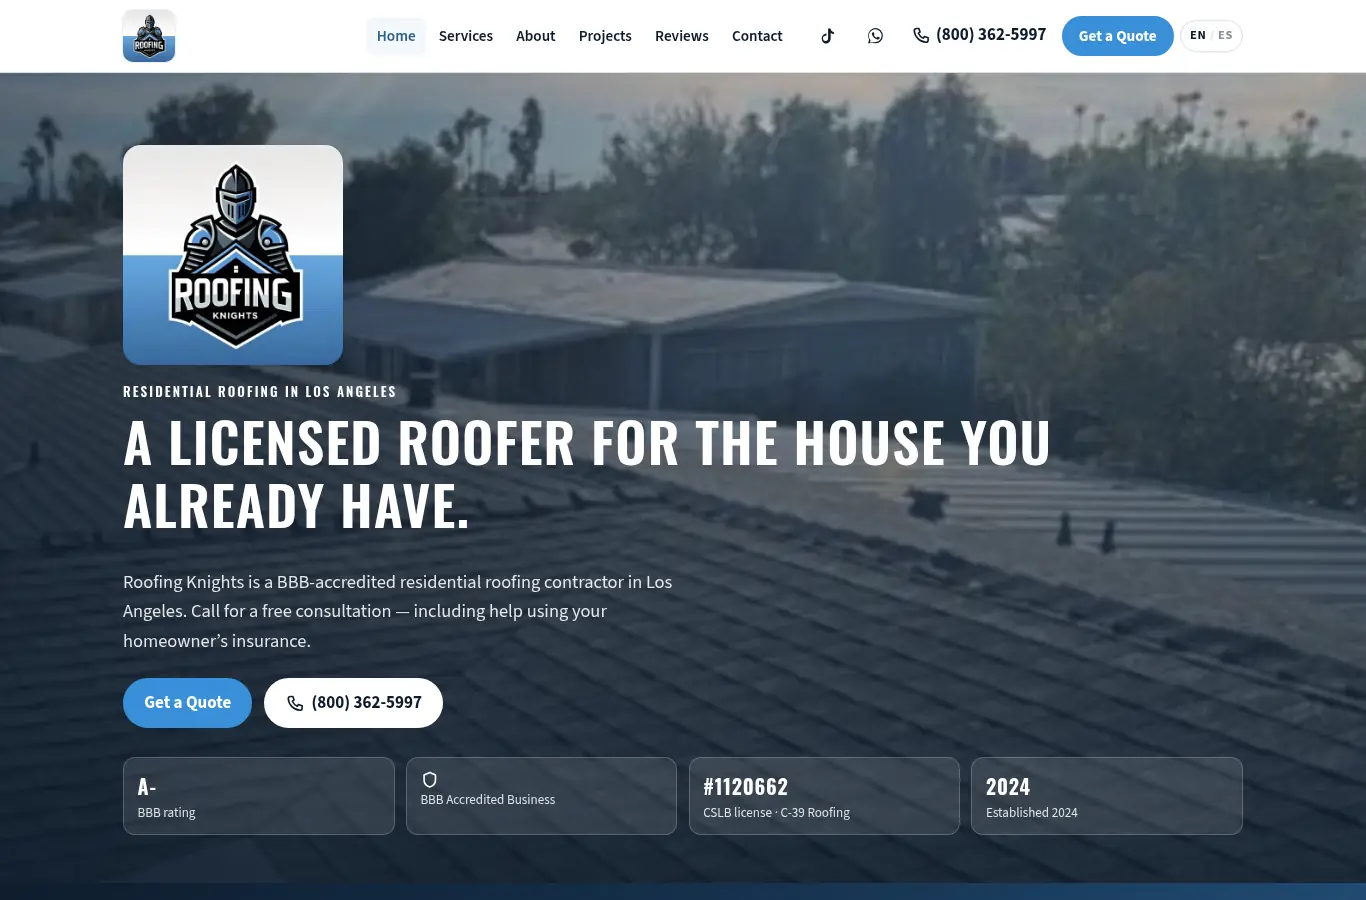 ROOFING
Home
Services
About
Projects
Reviews
Contact
(800) 362-5997
Get a Quote
EN / ES
ROOFING
KNIGHTS
RESIDENTIAL ROOFING IN LOS ANGELES
A LICENSED ROOFER FOR THE HOUSE YOU
ALREADY HAVE.
Roofing Knights is a BBB-accredited residential roofing contractor in Los
Angeles. Call for a free consultation — including help using your
homeowner’s insurance.
Get a Quote
(800) 362-5997
A-
BBB rating
BBB Accredited Business
#1120662
CSLB license · C-39 Roofing
2024
Established 2024